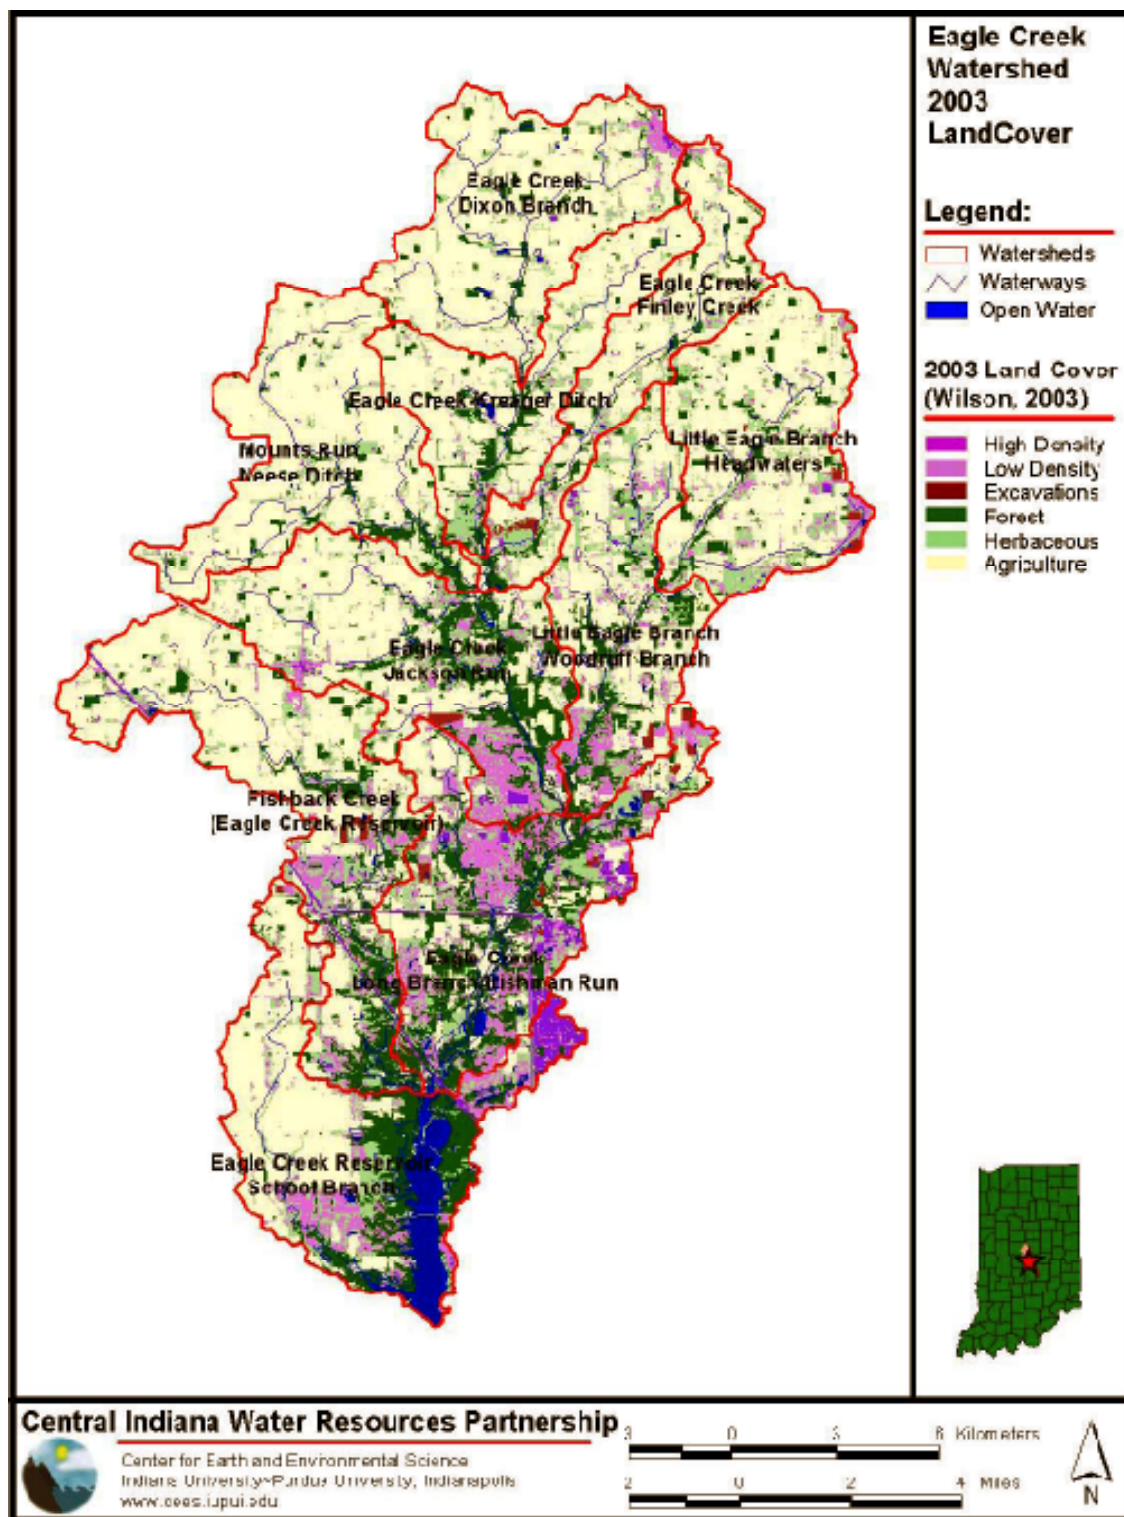 Eagle Creek
Watershed
2003
LandCover
Legend:
Watersheds
Waterways
Open Water
2003 Land Cover
(Wilson, 2003)
High Density
Low Density
Excavations
Forest
Herbaceous
Agriculture
Eagle Creek
Dixon Branch
Eagle Creek
Finley Creek
Eagle Creek-Kreager Ditch
Little Eagle Branch
Headwaters
Mounts Run
Neese Ditch
Little Eagle Branch
Woodruff Branch
Eagle Creek
Jackson Run
Fishback Creek
(Eagle Creek Reservoir)
Eagle Creek
Long Branch Run
Eagle Creek Reservoir
School Branch
Central Indiana Water Resources Partnership
Center for Earth and Environmental Science
Indiana University~Purdue University, Indianapolis
www.cees.iupui.edu
3 0 3 6 Kilometers
2 0 2 4 Miles
N